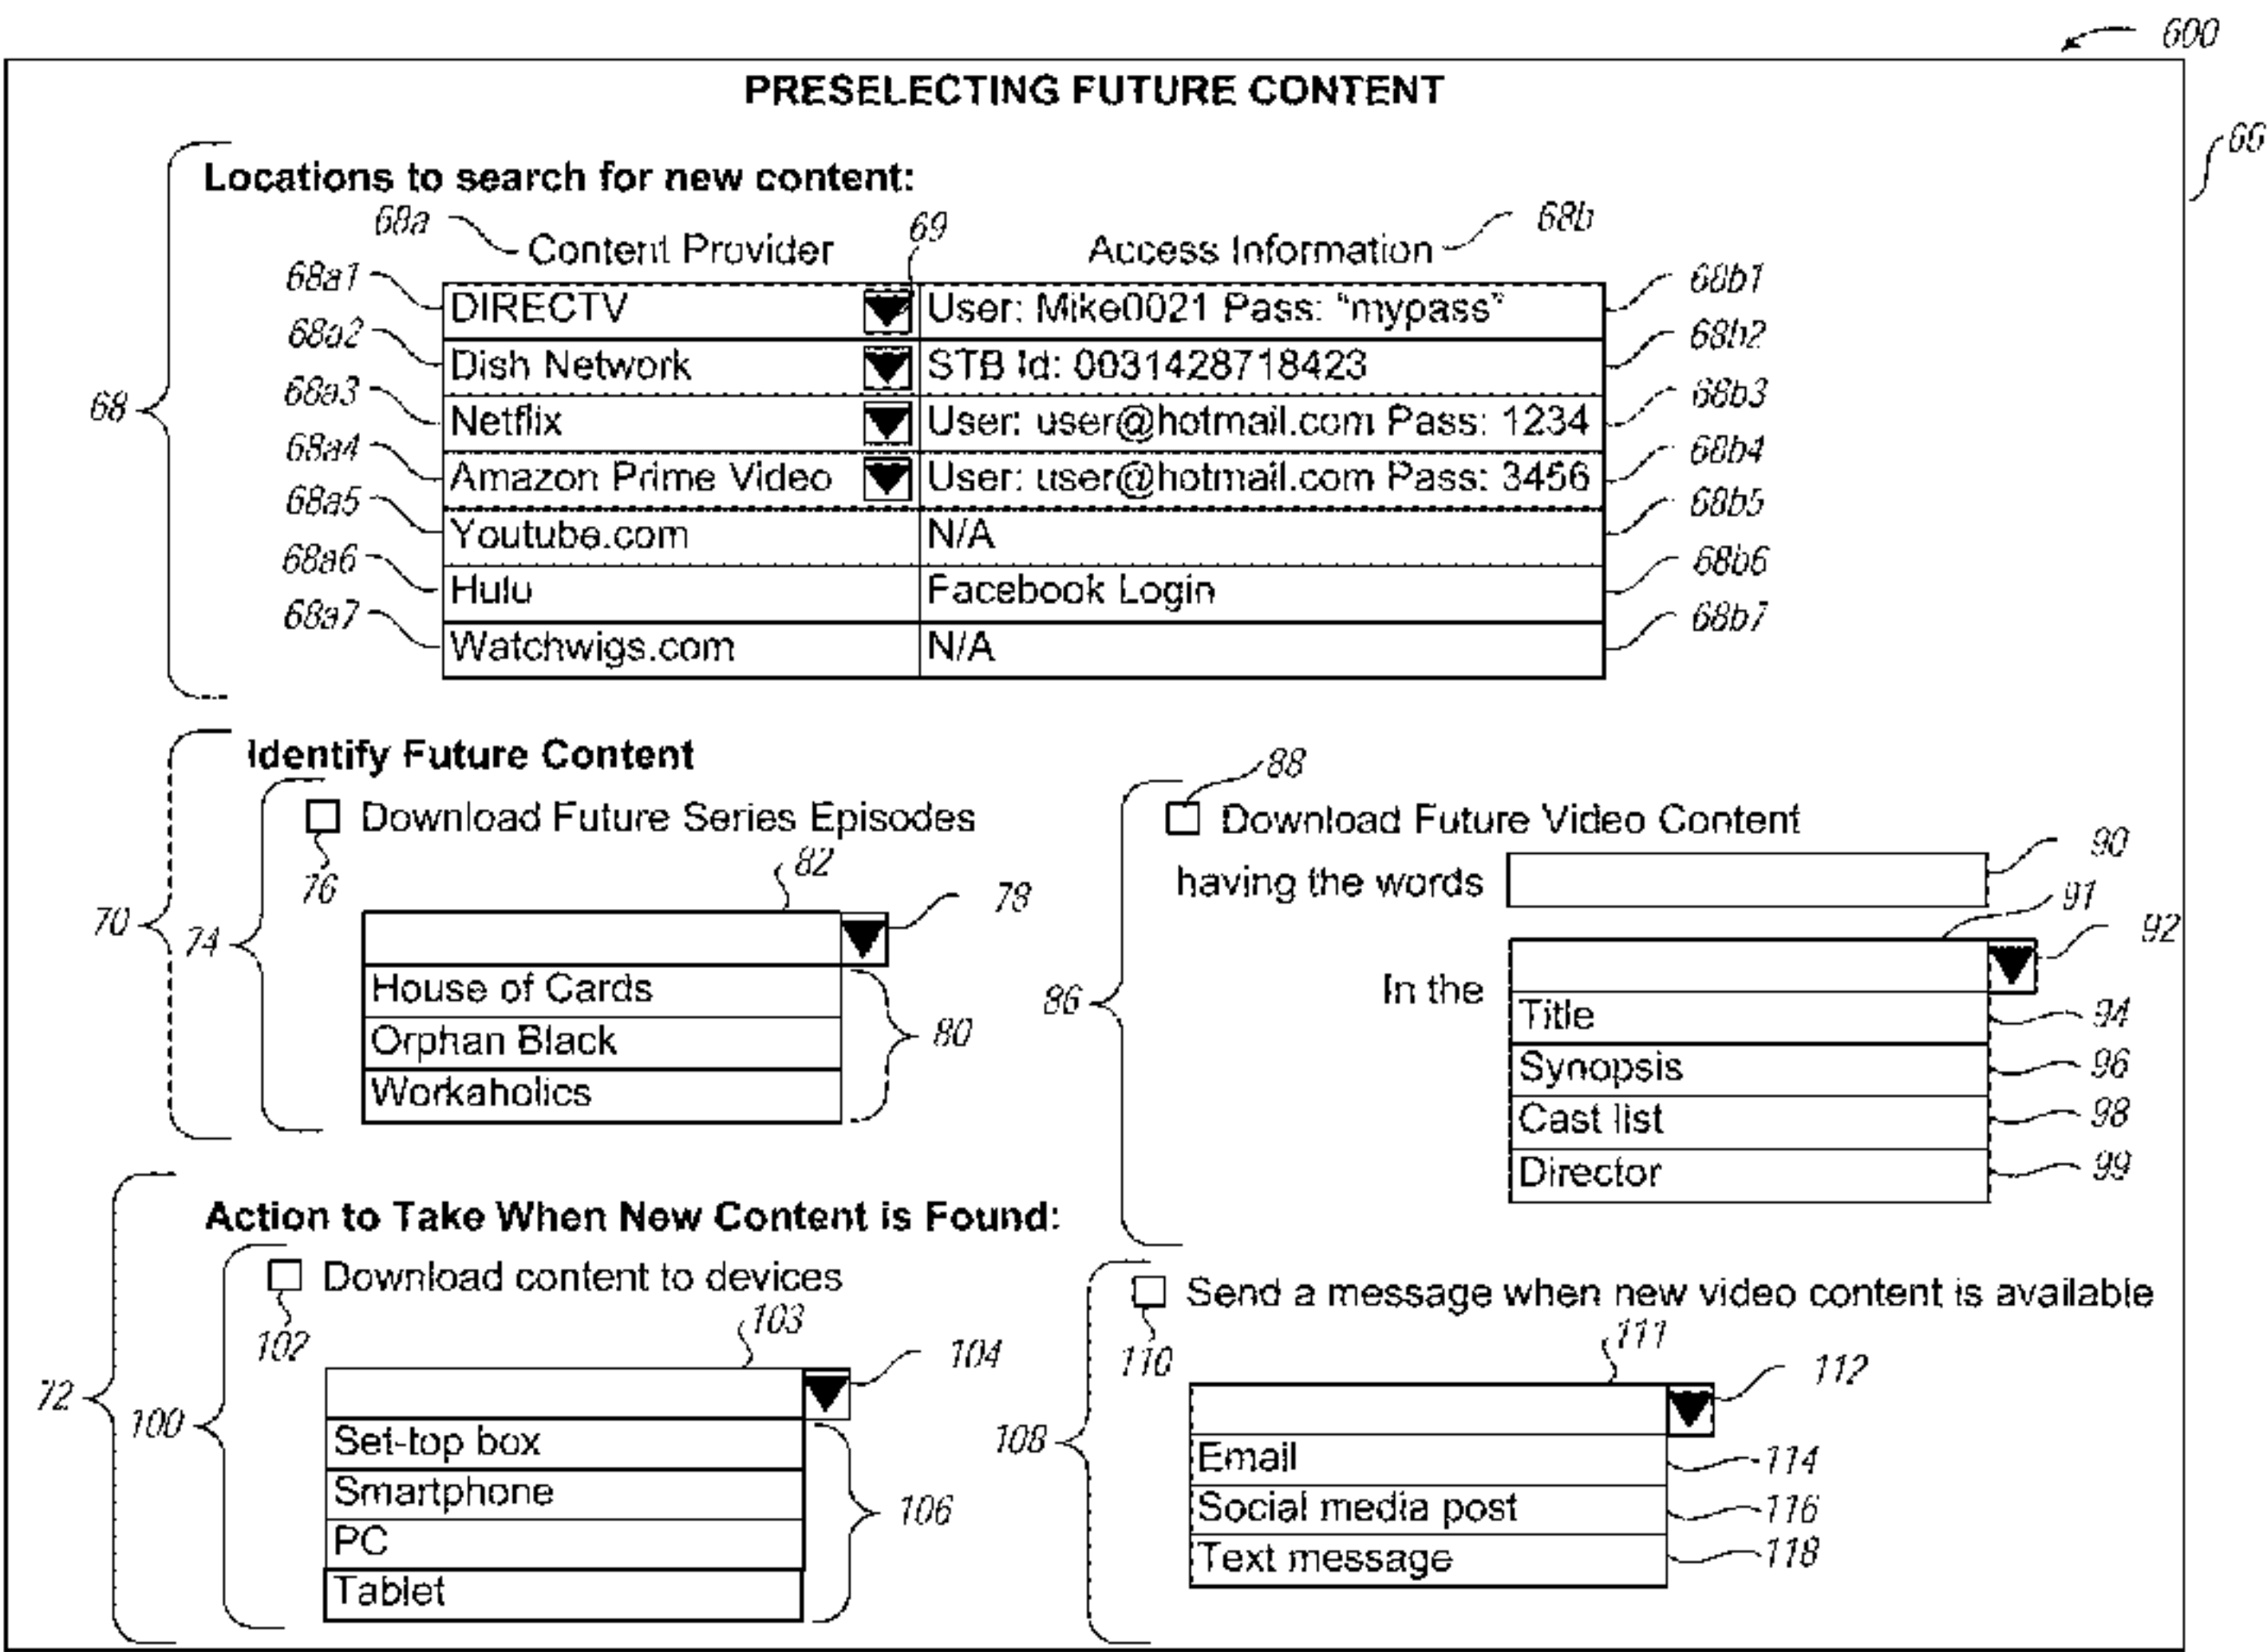 600
PRESELECTING FUTURE CONTENT
66
Locations to search for new content:
68a Content Provider 69 Access Information 68b
68a1 DIRECTV User: Mike0021 Pass: "mypass" 68b1
68a2 Dish Network STB Id: 0031428718423 68b2
68a3 Netflix User: user@hotmail.com Pass: 1234 68b3
68 68a4 Amazon Prime Video User: user@hotmail.com Pass: 3456 68b4
68a5 Youtube.com N/A 68b5
68a6 Hulu Facebook Login 68b6
68a7 Watchwigs.com N/A 68b7
Identify Future Content
70
74
Download Future Series Episodes
76
82
78
House of Cards
Orphan Black
Workaholics
80
86
88
Download Future Video Content
having the words
90
91
92
In the
Title 94
Synopsis 96
Cast list 98
Director 99
72
Action to Take When New Content is Found:
100
Download content to devices
102
103
104
Set-top box
Smartphone
PC
Tablet
106
108
Send a message when new video content is available
110
111
112
Email 114
Social media post 116
Text message 118